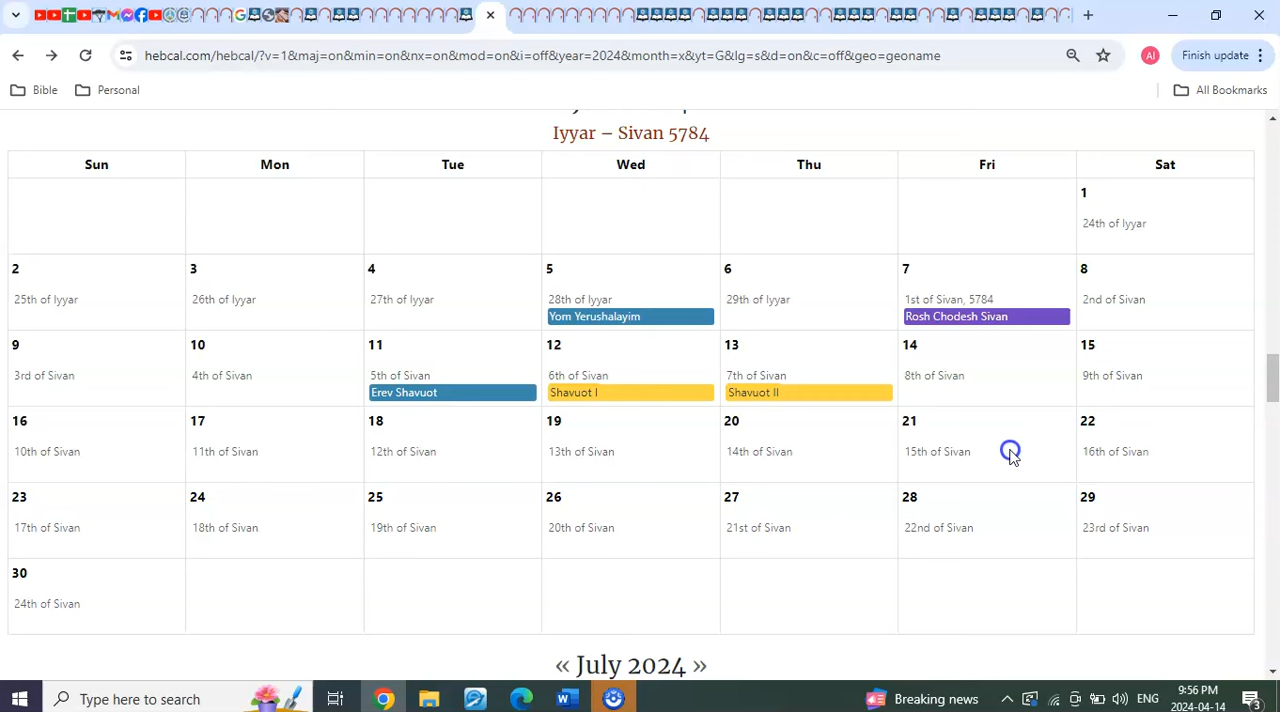 hebcal.com/hebcal/?v=1&maj=on&min=on&nx=on&mod=on&i=off&year=2024&month=x&yt=G&lg=s&d=on&c=off&geo=geoname
AI
Finish update
Bible
Personal
All Bookmarks
Iyyar – Sivan 5784
Sun Mon Tue Wed Thu Fri Sat
1
24th of Iyyar
2 3 4 5 6 7 8
25th of Iyyar 26th of Iyyar 27th of Iyyar 28th of Iyyar 29th of Iyyar 1st of Sivan, 5784 2nd of Sivan
Yom Yerushalayim Rosh Chodesh Sivan
9 10 11 12 13 14 15
3rd of Sivan 4th of Sivan 5th of Sivan 6th of Sivan 7th of Sivan 8th of Sivan 9th of Sivan
Erev Shavuot Shavuot I Shavuot II
16 17 18 19 20 21 22
10th of Sivan 11th of Sivan 12th of Sivan 13th of Sivan 14th of Sivan 15th of Sivan 16th of Sivan
23 24 25 26 27 28 29
17th of Sivan 18th of Sivan 19th of Sivan 20th of Sivan 21st of Sivan 22nd of Sivan 23rd of Sivan
30
24th of Sivan
« July 2024 »
Type here to search
Breaking news
ENG
9:56 PM
2024-04-14
3